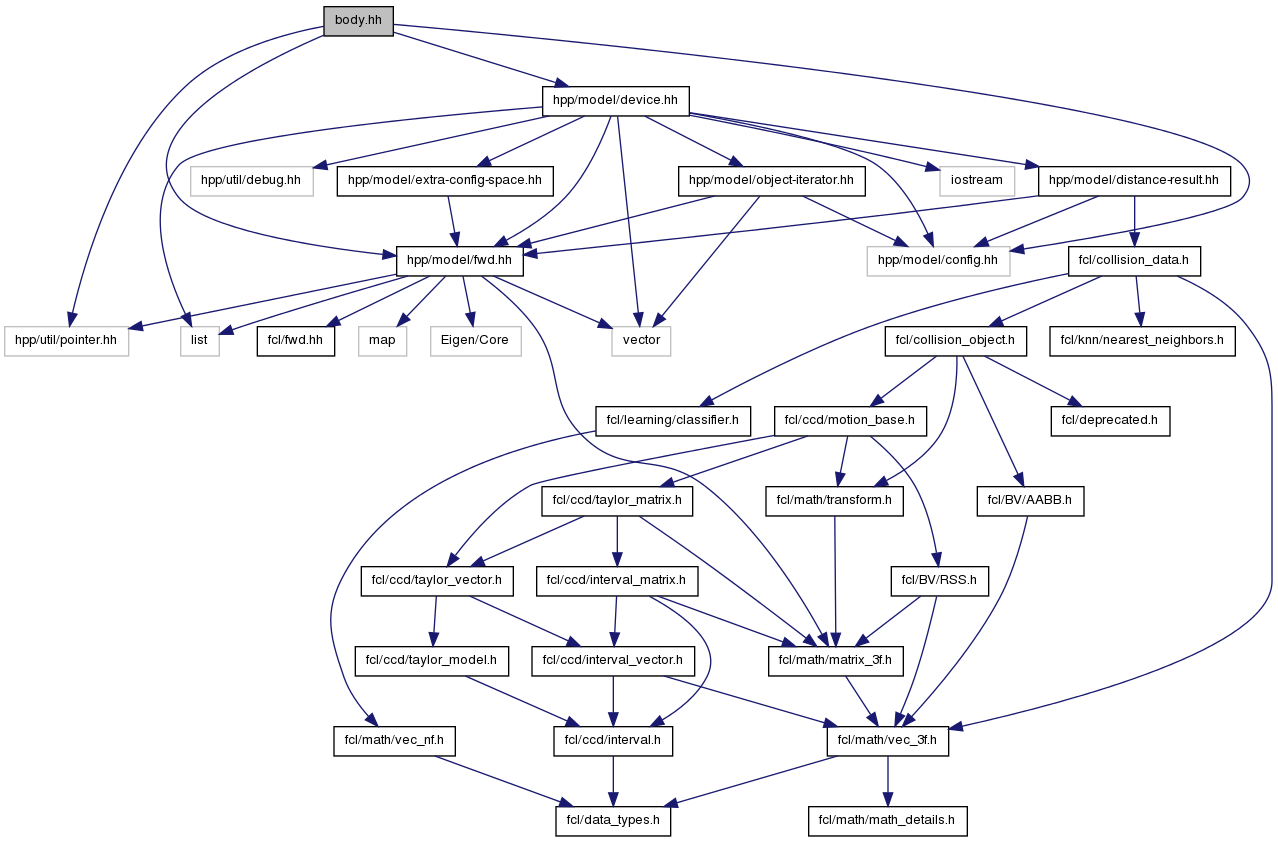 body.hh
hpp/model/device.hh
hpp/util/debug.hh
hpp/model/extra-config-space.hh
hpp/model/object-iterator.hh
iostream
hpp/model/distance-result.hh
hpp/model/fwd.hh
hpp/model/config.hh
fcl/collision_data.h
hpp/util/pointer.hh
list
fcl/fwd.hh
map
Eigen/Core
vector
fcl/collision_object.h
fcl/knn/nearest_neighbors.h
fcl/learning/classifier.h
fcl/ccd/motion_base.h
fcl/deprecated.h
fcl/ccd/taylor_matrix.h
fcl/math/transform.h
fcl/BV/AABB.h
fcl/ccd/taylor_vector.h
fcl/ccd/interval_matrix.h
fcl/BV/RSS.h
fcl/ccd/taylor_model.h
fcl/ccd/interval_vector.h
fcl/math/matrix_3f.h
fcl/math/vec_nf.h
fcl/ccd/interval.h
fcl/math/vec_3f.h
fcl/data_types.h
fcl/math/math_details.h